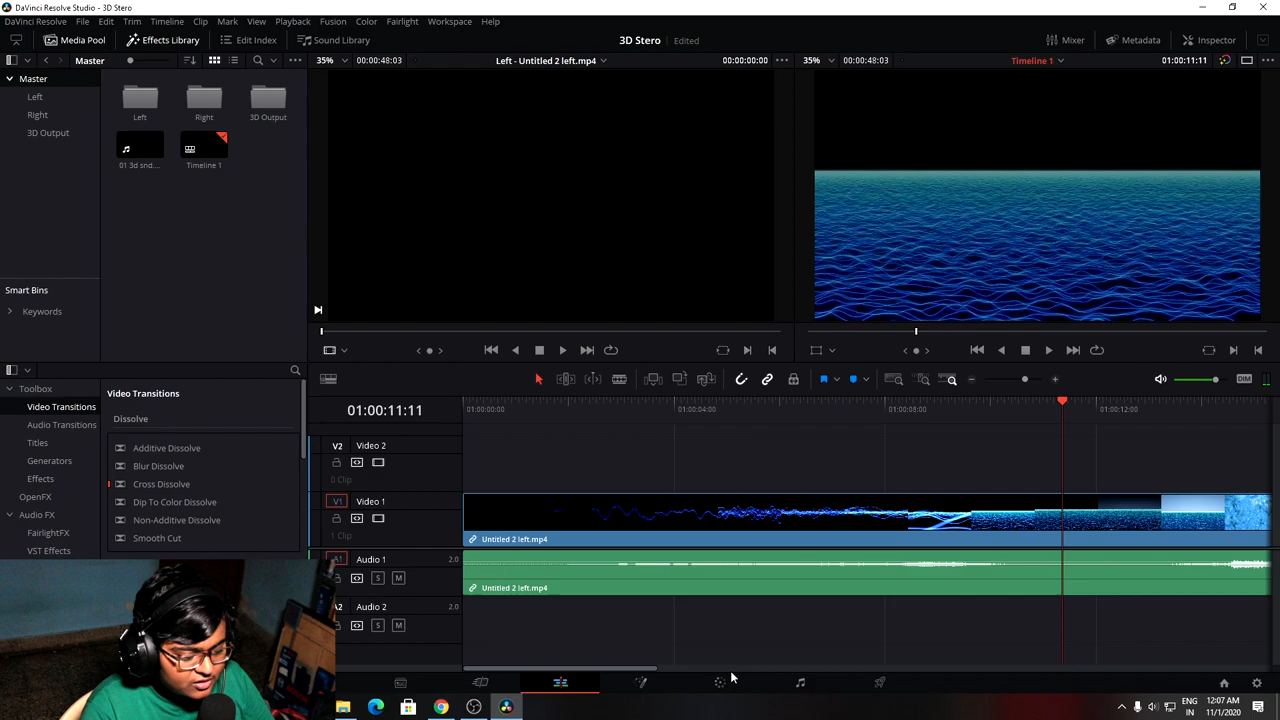 DaVinci Resolve Studio - 3D Stero
DaVinci Resolve File Edit Trim Timeline Clip Mark View Playback Fusion Color Fairlight Workspace Help
Media Pool Effects Library Edit Index Sound Library 3D Stero Edited Mixer Metadata Inspector
Master 35% 00:00:48:03 Left - Untitled 2 left.mp4 00:00:00:00 35% 00:00:48:03 Timeline 1 01:00:11:11
Master
Left
Right
3D Output
Left Right 3D Output
01 3d snd.... Timeline 1
Smart Bins
Keywords
Toolbox
Video Transitions
Audio Transitions
Titles
Generators
Effects
OpenFX
Audio FX
FairlightFX
VST Effects
Video Transitions
Dissolve
Additive Dissolve
Blur Dissolve
Cross Dissolve
Dip To Color Dissolve
Non-Additive Dissolve
Smooth Cut
DIM
01:00:11:11
01:00:00:00 01:00:04:00 01:00:08:00 01:00:12:00
V2 Video 2
0 Clip
V1 Video 1
1 Clip
Untitled 2 left.mp4
A1 Audio 1 2.0
S M
Untitled 2 left.mp4
A2 Audio 2 2.0
S M
ENG
IN
12:07 AM
11/1/2020